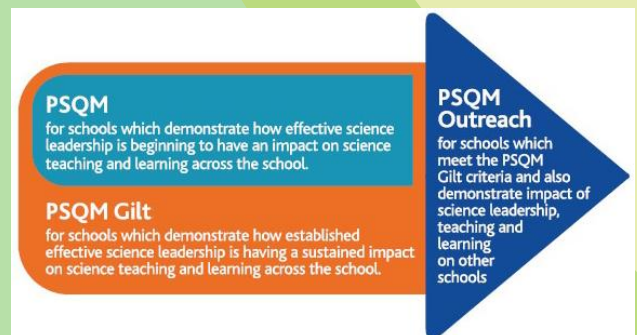 PSQM
for schools which demonstrate how effective science
leadership is beginning to have an impact on science
teaching and learning across the school.
PSQM Gilt
for schools which demonstrate how established
effective science leadership is having a sustained impact
on science teaching and learning across the school.
PSQM
Outreach
for schools which
meet the PSQM
Gilt criteria and also
demonstrate impact of
science leadership,
teaching and
learning
on other
schools